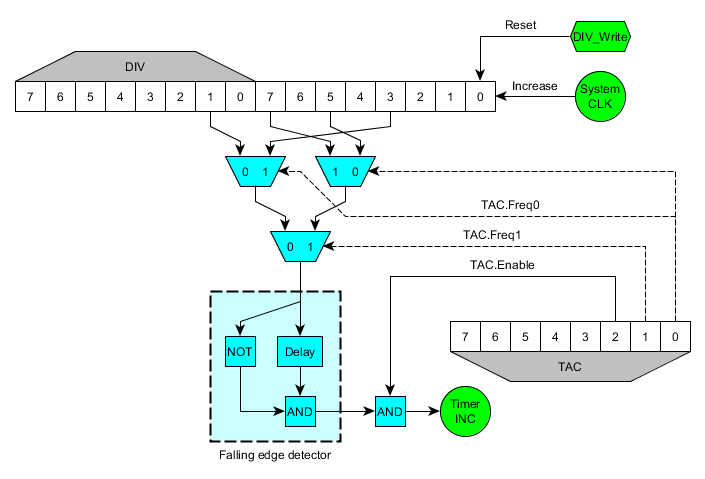 Reset
DIV_Write
DIV
Increase
System
CLK
7 6 5 4 3 2 1 0 7 6 5 4 3 2 1 0
0 1
1 0
TAC.Freq0
TAC.Freq1
0 1
TAC.Enable
7 6 5 4 3 2 1 0
NOT
Delay
TAC
AND
AND
Timer
INC
Falling edge detector